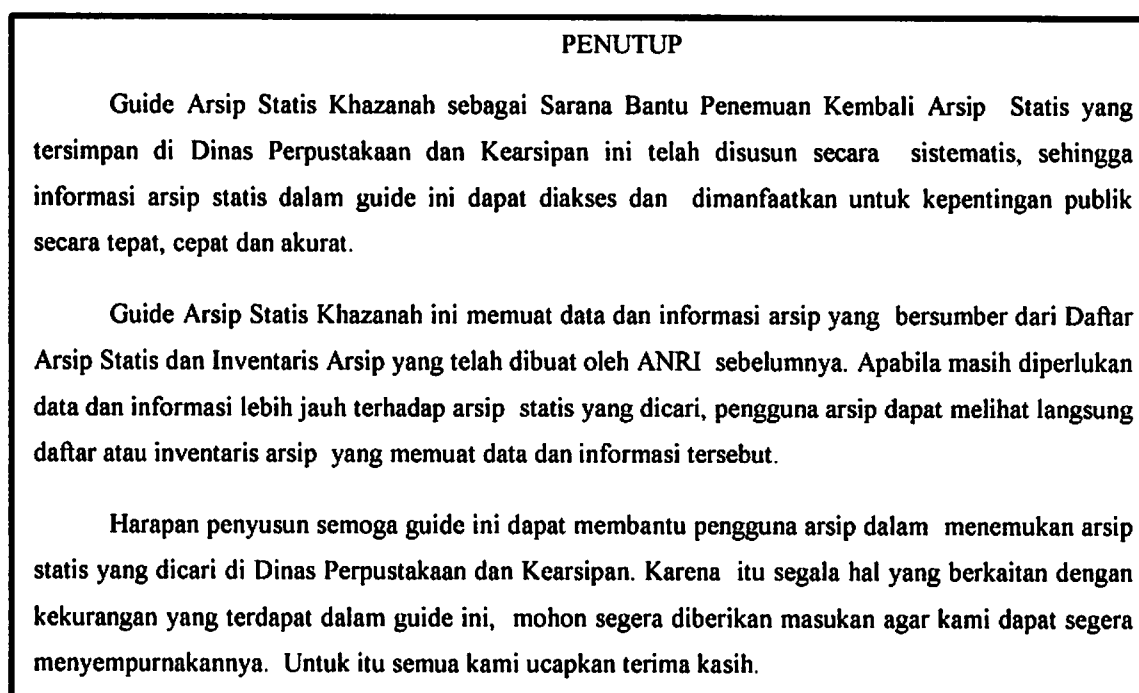 PENUTUP
Guide Arsip Statis Khazanah sebagai Sarana Bantu Penemuan Kembali Arsip Statis yang
tersimpan di Dinas Perpustakaan dan Kearsipan ini telah disusun secara sistematis, sehingga
informasi arsip statis dalam guide ini dapat diakses dan dimanfaatkan untuk kepentingan publik
secara tepat, cepat dan akurat.
Guide Arsip Statis Khazanah ini memuat data dan informasi arsip yang bersumber dari Daftar
Arsip Statis dan Inventaris Arsip yang telah dibuat oleh ANRI sebelumnya. Apabila masih diperlukan
data dan informasi lebih jauh terhadap arsip statis yang dicari, pengguna arsip dapat melihat langsung
daftar atau inventaris arsip yang memuat data dan informasi tersebut.
Harapan penyusun semoga guide ini dapat membantu pengguna arsip dalam menemukan arsip
statis yang dicari di Dinas Perpustakaan dan Kearsipan. Karena itu segala hal yang berkaitan dengan
kekurangan yang terdapat dalam guide ini, mohon segera diberikan masukan agar kami dapat segera
menyempurnakannya. Untuk itu semua kami ucapkan terima kasih.